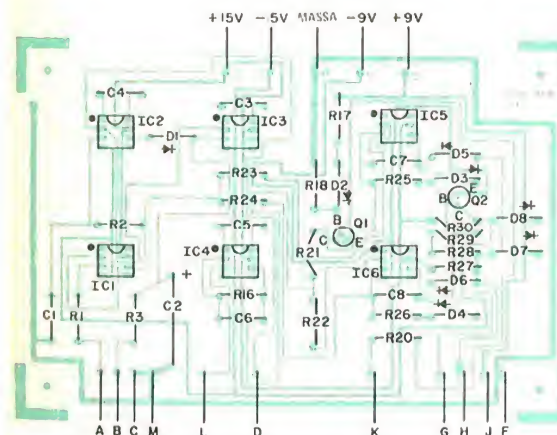 +15V -5V MASSA -9V +9V
C4 C3 R17
IC2 D1 IC3 IC5
C7 D5
R23 R25 D3
R18 D2 E
R24 B Q2
R2 C5 B Q1 C R30 D8
C E R29
IC1 IC4 R21 IC6 R28 D7
R27
+ R16 C8 D6
C1 R1 R3 C2 C6 R22 R26 D4
R20
A B C M L D K G H J F